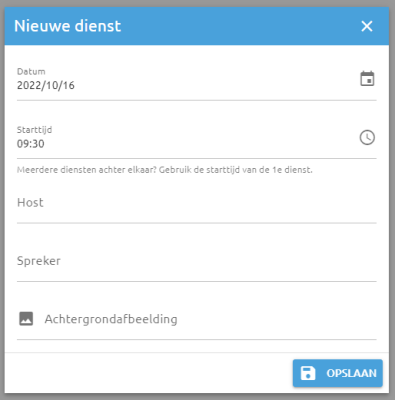 Nieuwe dienst
Datum
2022/10/16
Starttijd
09:30
Meerdere diensten achter elkaar? Gebruik de starttijd van de 1e dienst.
Host
Spreker
Achtergrondafbeelding
OPSLAAN